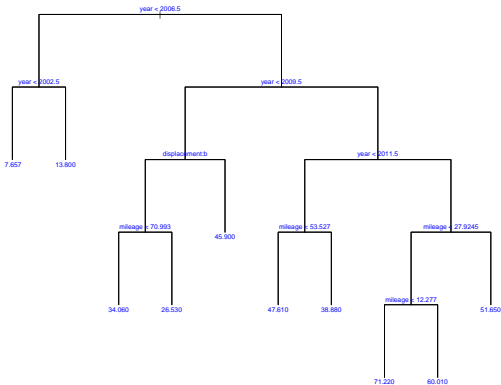 year < 2006.5
year < 2002.5
year < 2009.5
7.657
13.800
displacement:b
year < 2011.5
mileage < 70.993
45.900
mileage < 53.527
mileage < 27.9245
34.060
26.530
47.610
38.680
mileage < 12.277
51.650
71.220
60.010